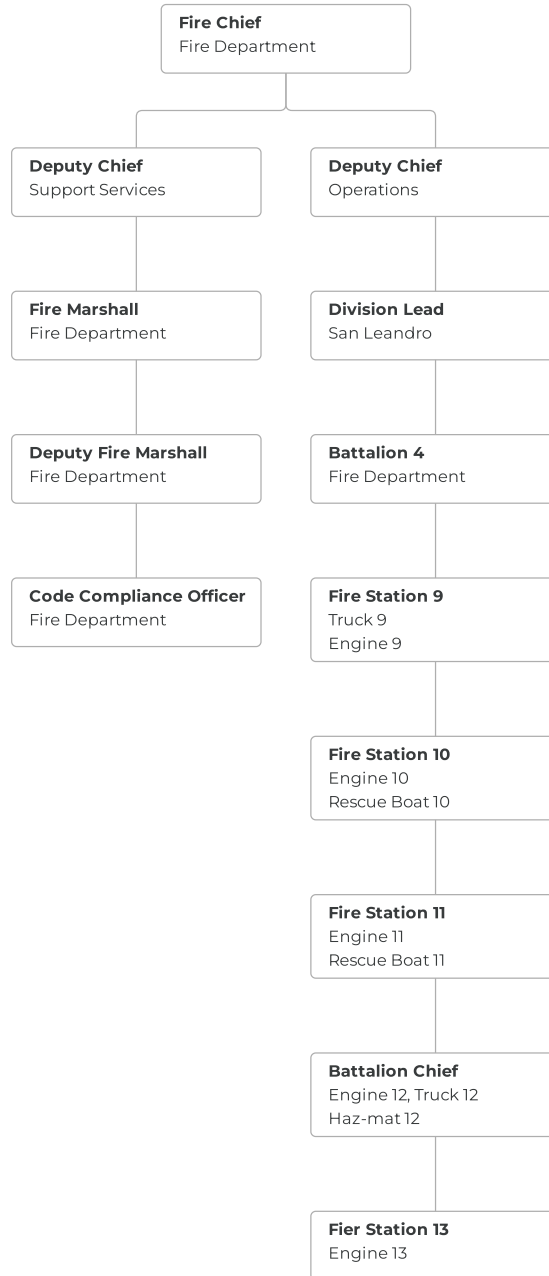 Fire Chief
Fire Department
Deputy Chief
Support Services
Deputy Chief
Operations
Fire Marshall
Fire Department
Division Lead
San Leandro
Deputy Fire Marshall
Fire Department
Battalion 4
Fire Department
Code Compliance Officer
Fire Department
Fire Station 9
Truck 9
Engine 9
Fire Station 10
Engine 10
Rescue Boat 10
Fire Station 11
Engine 11
Rescue Boat 11
Battalion Chief
Engine 12, Truck 12
Haz-mat 12
Fier Station 13
Engine 13